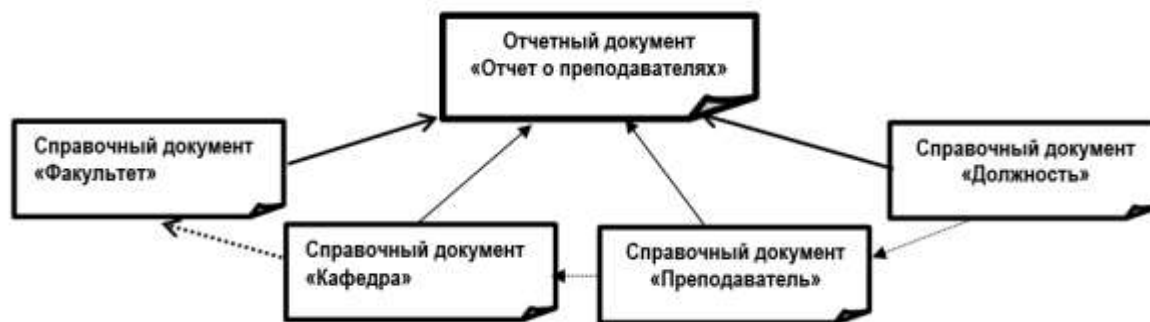 Отчетный документ
«Отчет о преподавателях»
Справочный документ
«Факультет»
Справочный документ
«Должность»
Справочный документ
«Кафедра»
Справочный документ
«Преподаватель»